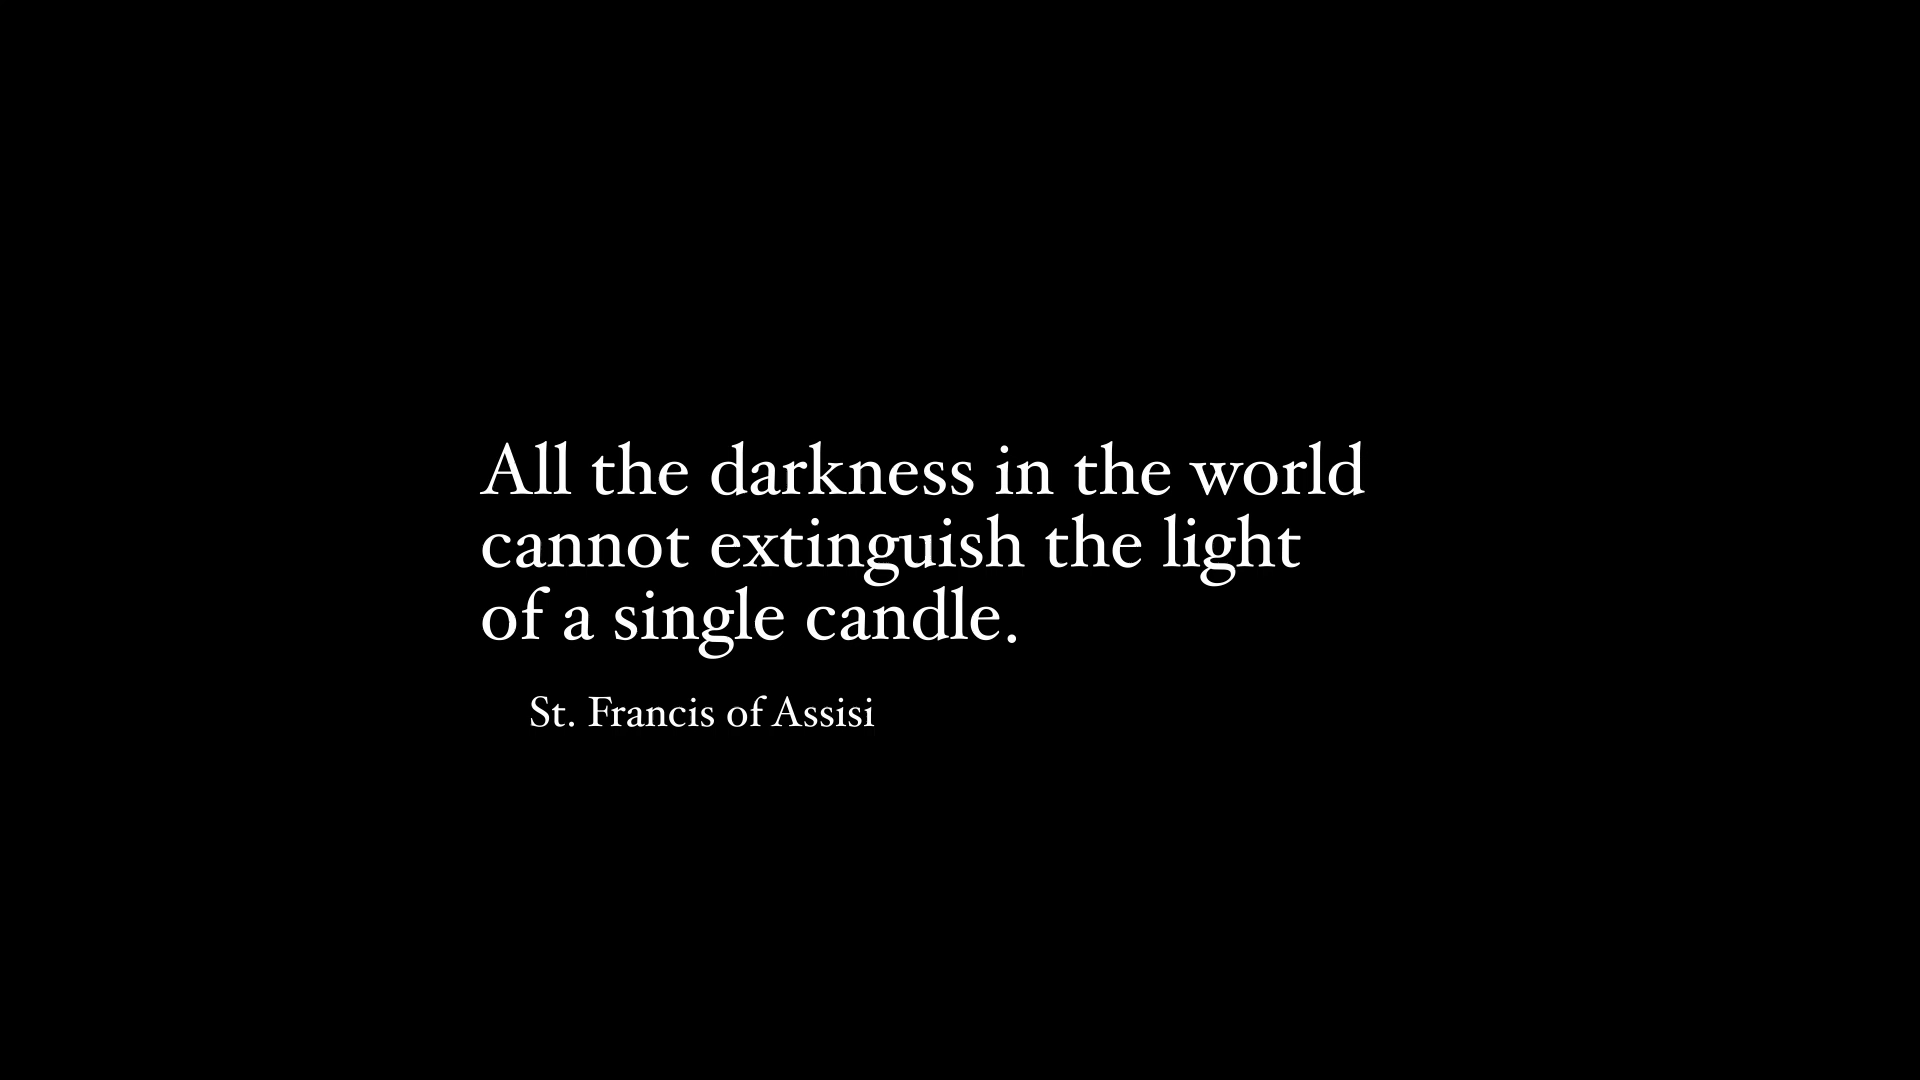 All the darkness in the world
cannot extinguish the light
of a single candle.
St. Francis of Assisi